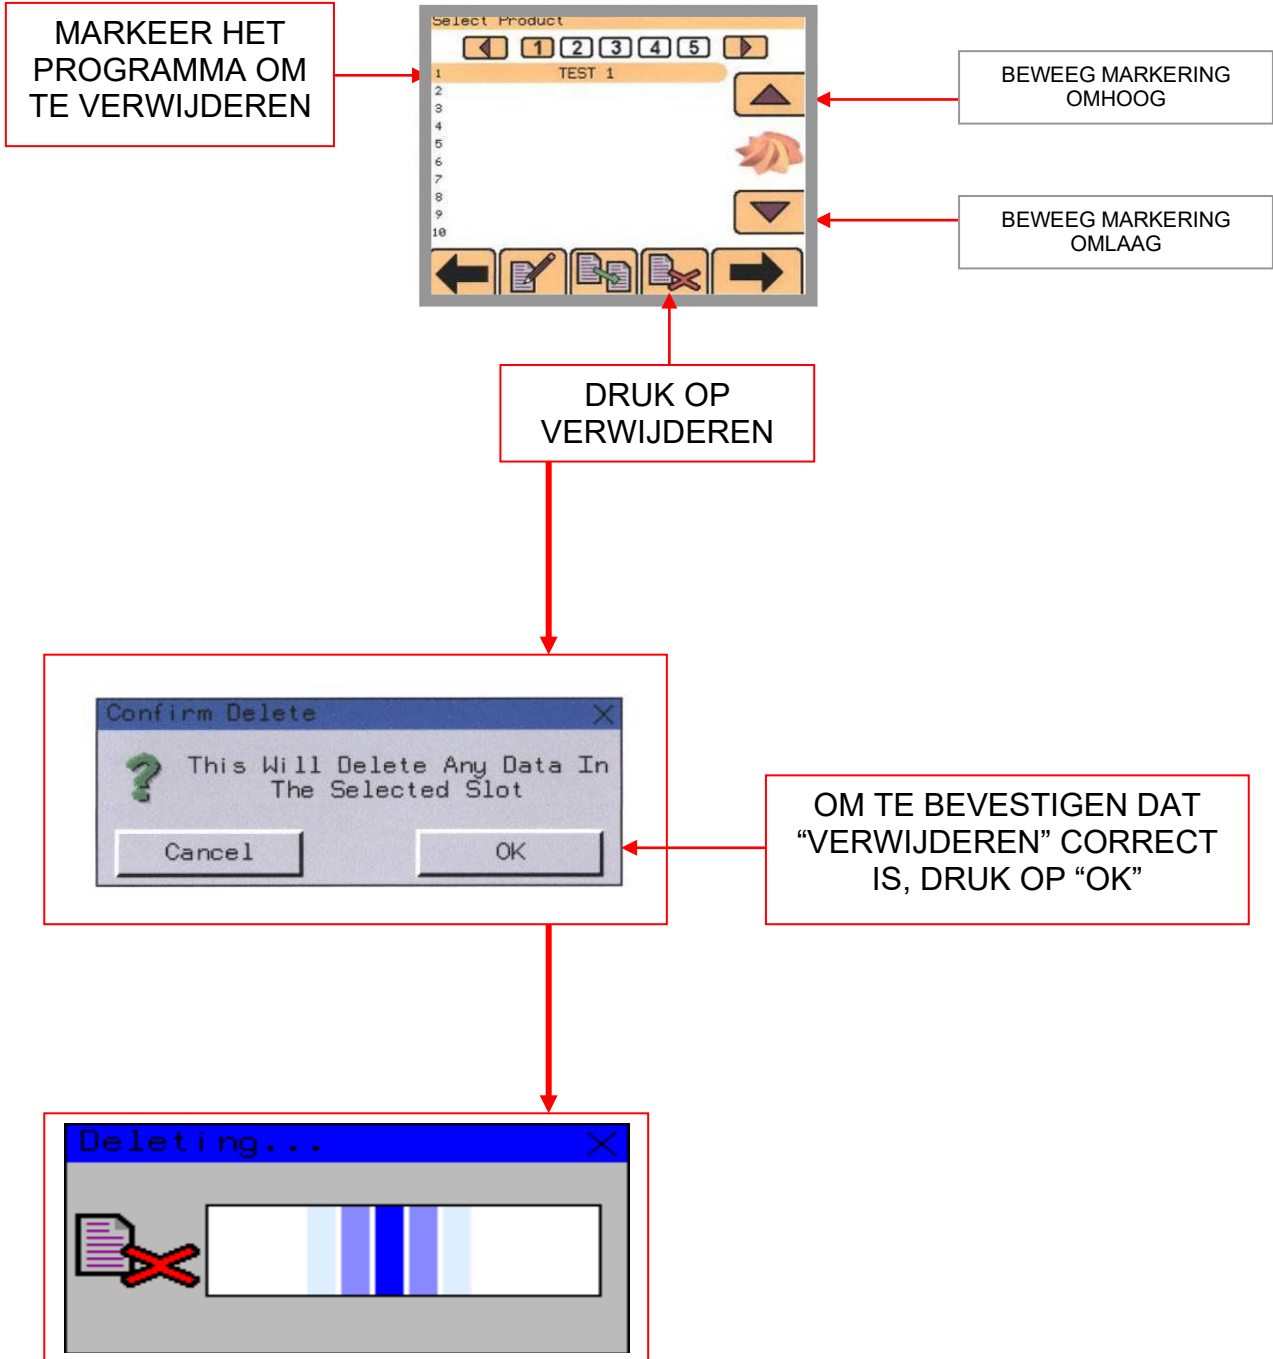 MARKEER HET
PROGRAMMA OM
TE VERWIJDEREN
Select Product
1 2 3 4 5
1 TEST 1
2
3
4
5
6
7
8
9
10
BEWEEG MARKERING
OMHOOG
BEWEEG MARKERING
OMLAAG
DRUK OP
VERWIJDEREN
Confirm Delete
This Will Delete Any Data In
The Selected Slot
Cancel OK
OM TE BEVESTIGEN DAT
“VERWIJDEREN” CORRECT
IS, DRUK OP “OK”
Deleting...